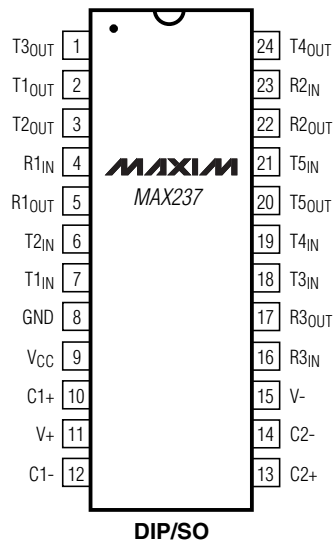 T3OUT 1 24 T4OUT
T1OUT 2 23 R2IN
T2OUT 3 22 R2OUT
R1IN 4 MAXIM 21 T5IN
R1OUT 5 MAX237 20 T5OUT
T2IN 6 19 T4IN
T1IN 7 18 T3IN
GND 8 17 R3OUT
VCC 9 16 R3IN
C1+ 10 15 V-
V+ 11 14 C2-
C1- 12 13 C2+
DIP/SO